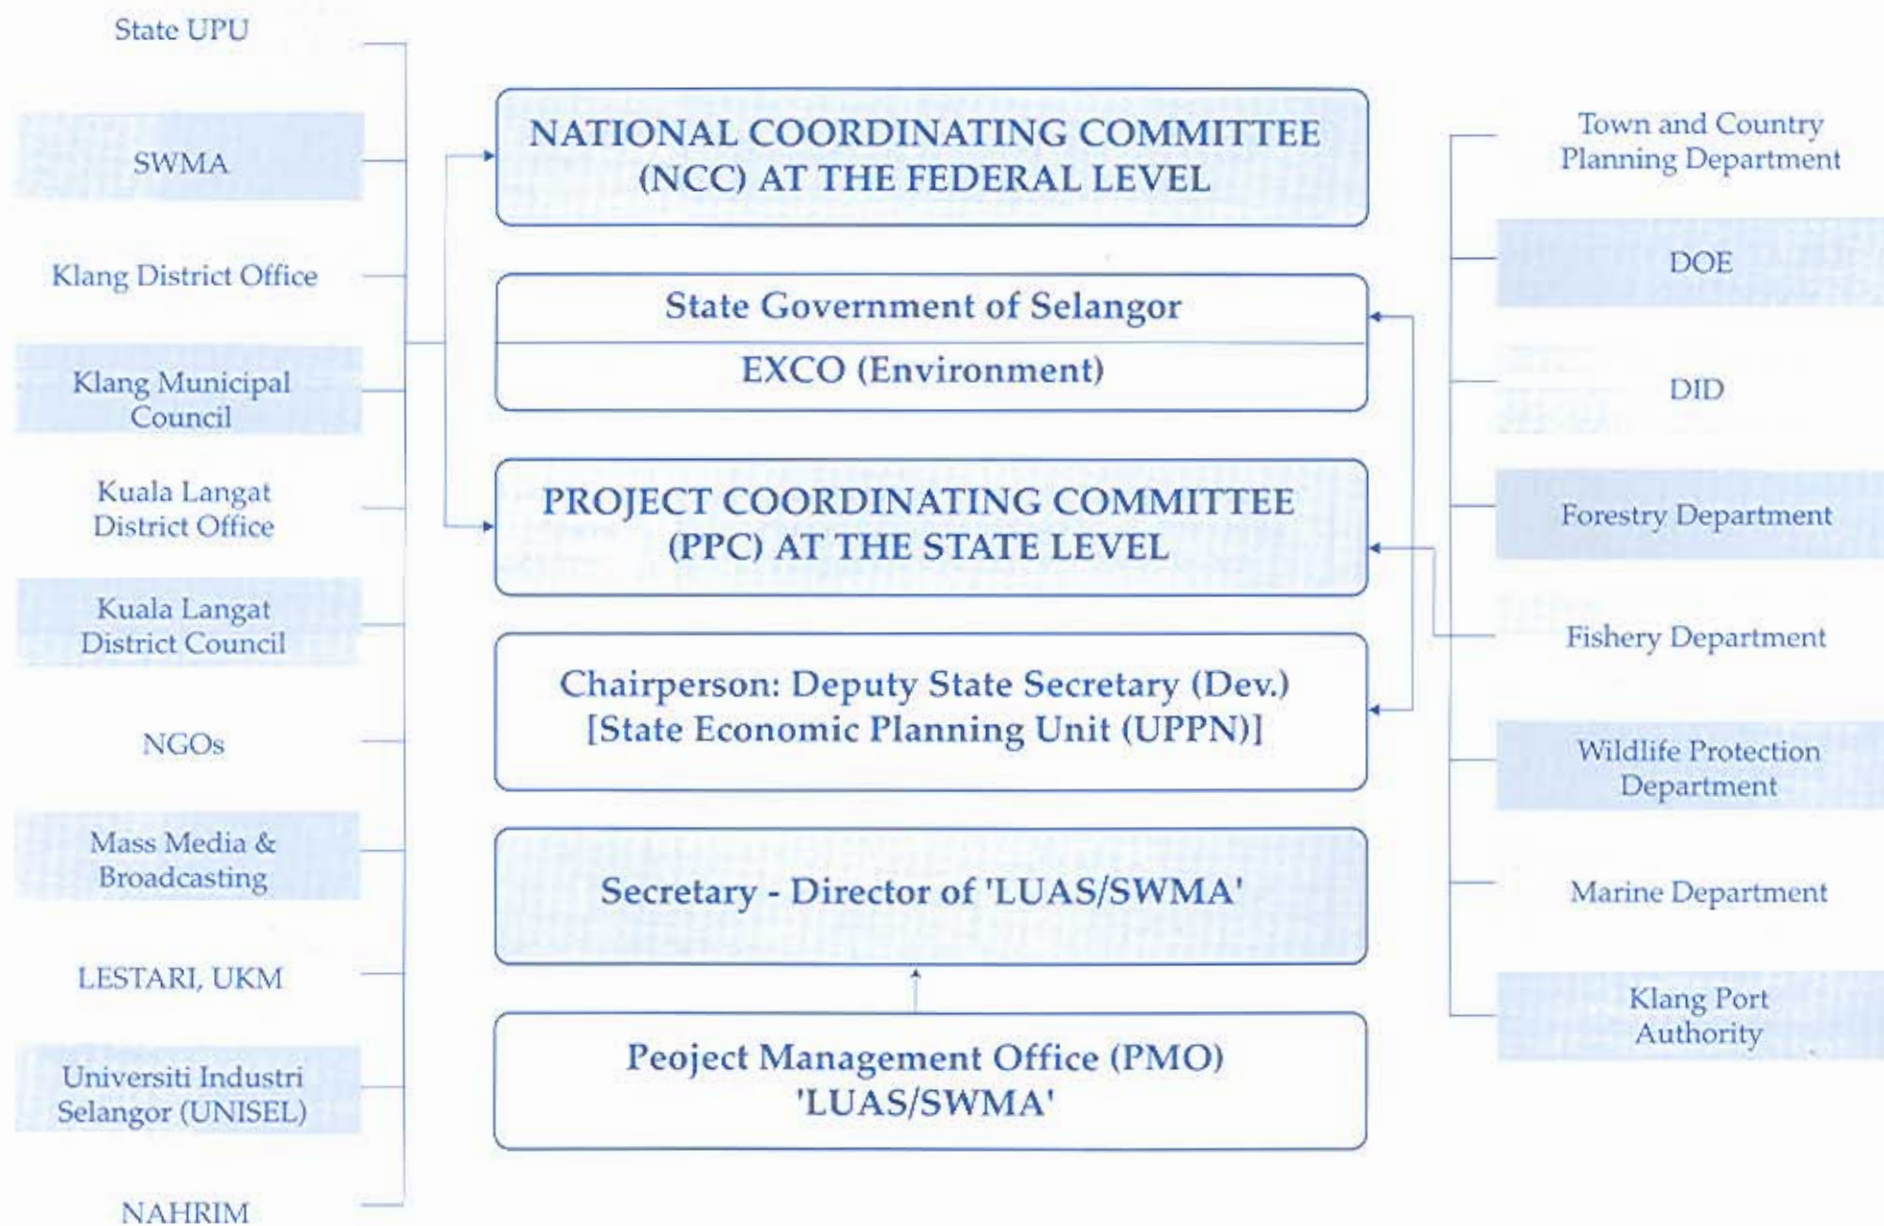 State UPU
SWMA
Klang District Office
Klang Municipal
Council
Kuala Langat
District Office
Kuala Langat
District Council
NGOs
Mass Media &
Broadcasting
LESTARI, UKM
Universiti Industri
Selangor (UNISEL)
NAHRIM
NATIONAL COORDINATING COMMITTEE
(NCC) AT THE FEDERAL LEVEL
State Government of Selangor
EXCO (Environment)
PROJECT COORDINATING COMMITTEE
(PPC) AT THE STATE LEVEL
Chairperson: Deputy State Secretary (Dev.)
[State Economic Planning Unit (UPPN)]
Secretary - Director of 'LUAS/SWMA'
Peoject Management Office (PMO)
'LUAS/SWMA'
Town and Country
Planning Department
DOE
DID
Forestry Department
Fishery Department
Wildlife Protection
Department
Marine Department
Klang Port
Authority